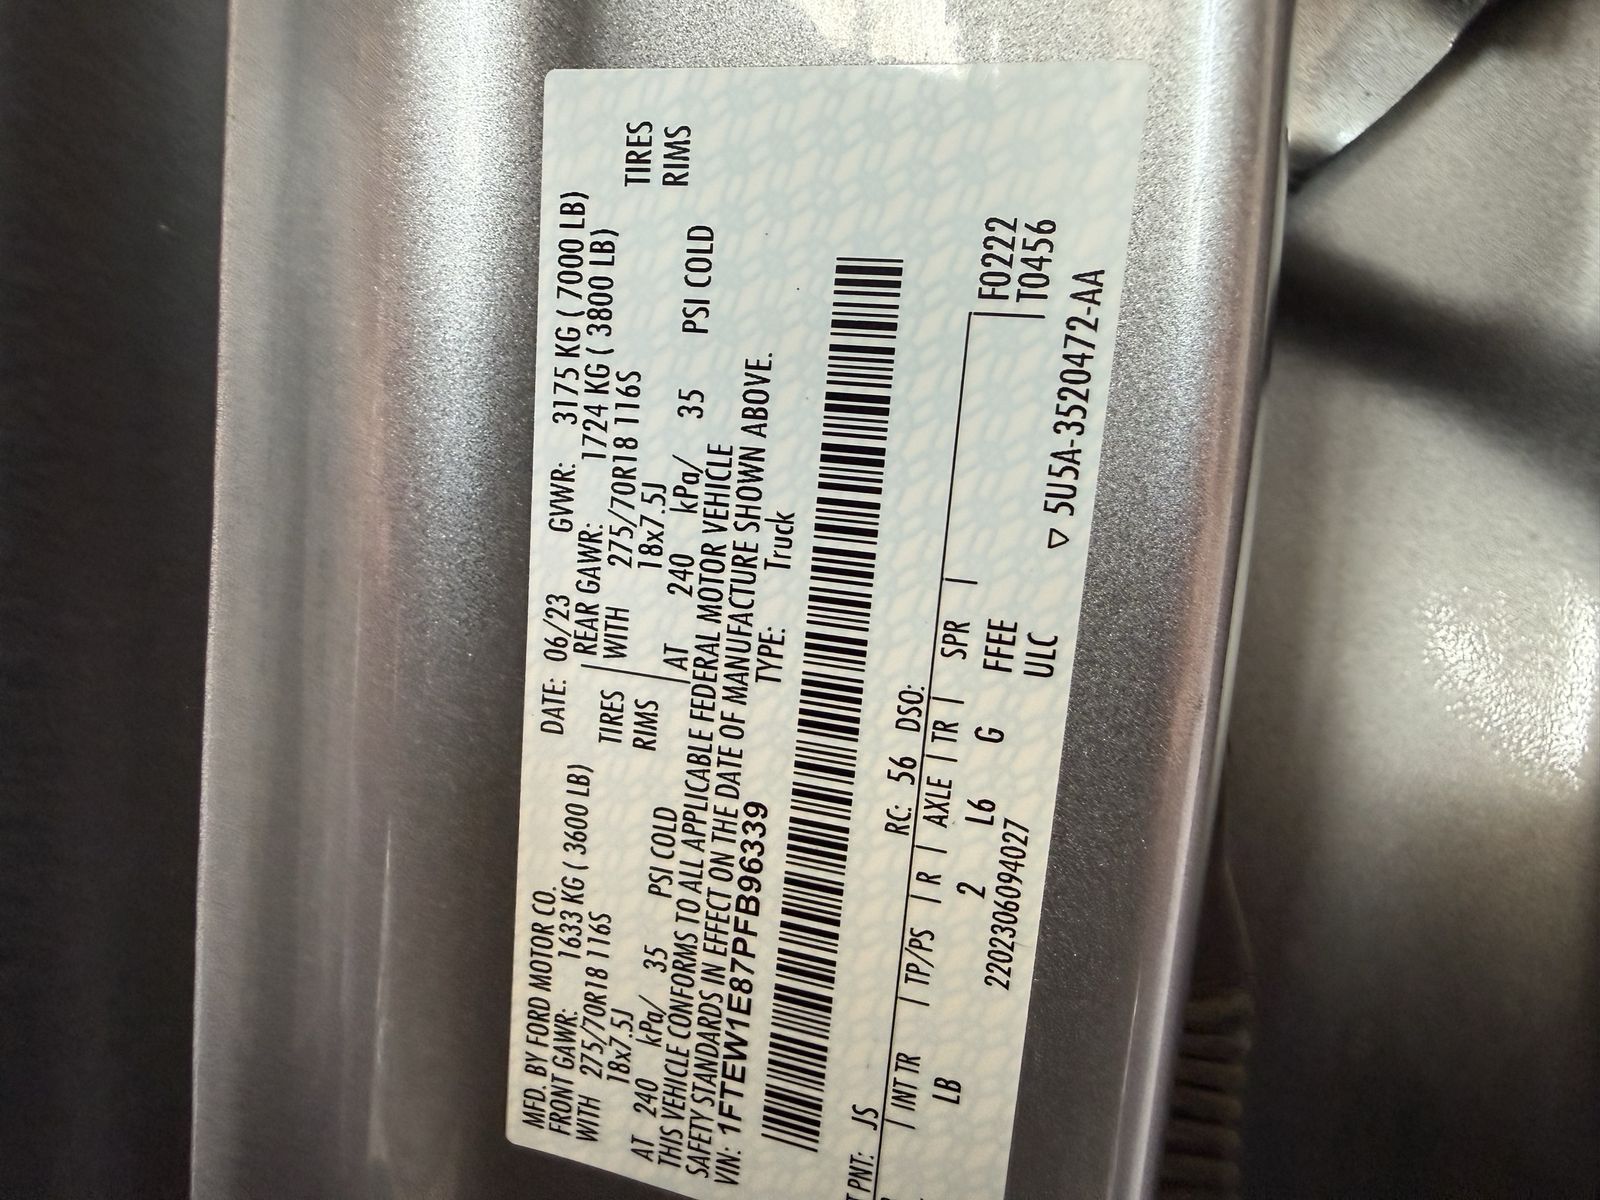 MFD. BY FORD MOTOR CO. DATE: 06/23 GVWR: 3175 KG ( 7000 LB)
FRONT GAWR: 1633 KG ( 3600 LB) REAR GAWR: 1724 KG ( 3800 LB)
WITH 275/70R18 116S TIRES WITH 275/70R18 116S TIRES
18x7.5J RIMS 18x7.5J RIMS
AT 240 kPa/ 35 PSI COLD AT 240 kPa/ 35 PSI COLD
THIS VEHICLE CONFORMS TO ALL APPLICABLE FEDERAL MOTOR VEHICLE
SAFETY STANDARDS IN EFFECT ON THE DATE OF MANUFACTURE SHOWN ABOVE.
VIN: 1FTEW1E87PFB96339 TYPE: Truck
PNT: JS RC: 56 DSO:
INT TR TP/PS R AXLE TR SPR F0222
LB 2 L6 G FFEE T0456
2202306094027 ULC
▽ 5U5A-3520472-AA